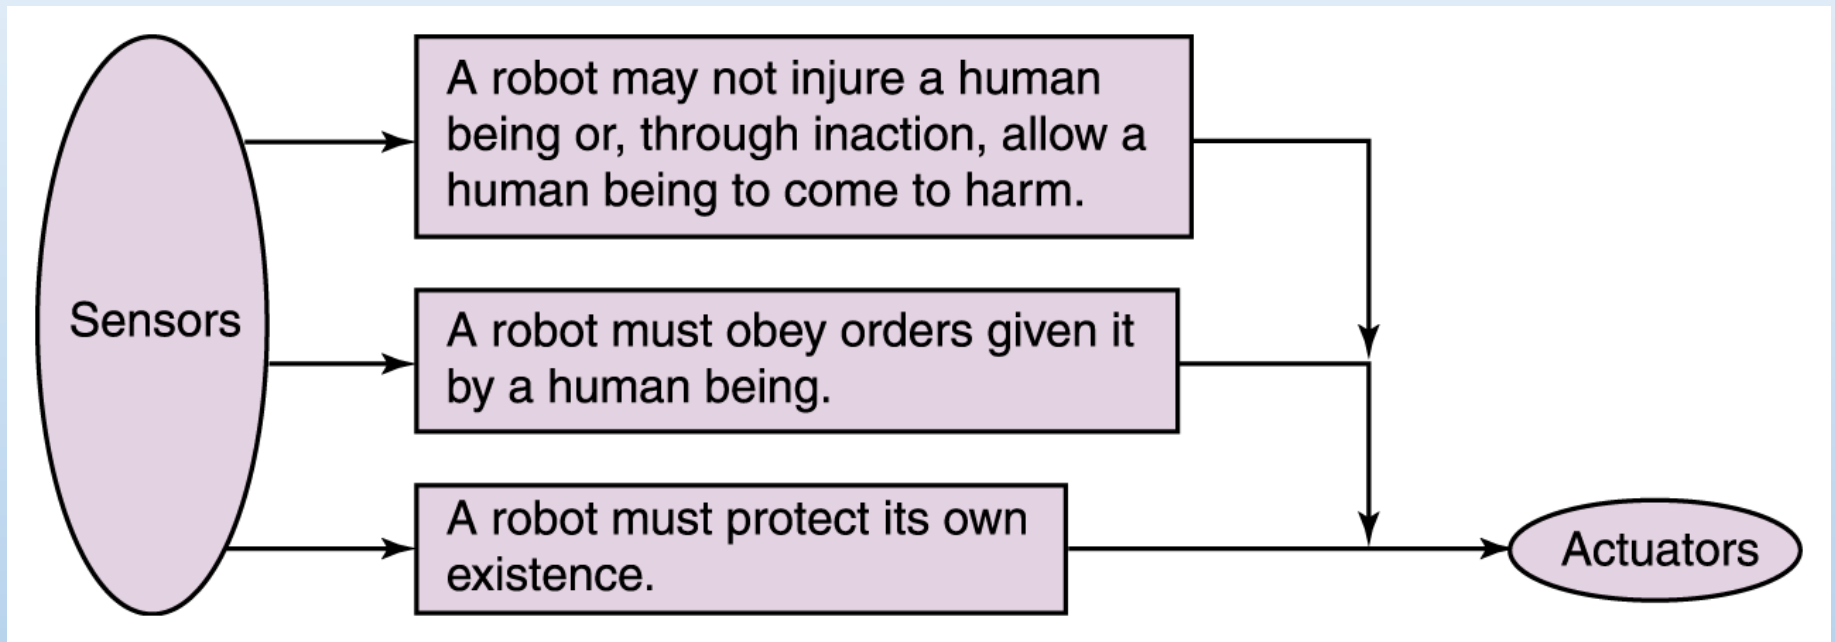 Sensors
A robot may not injure a human
being or, through inaction, allow a
human being to come to harm.
A robot must obey orders given it
by a human being.
A robot must protect its own
existence.
Actuators